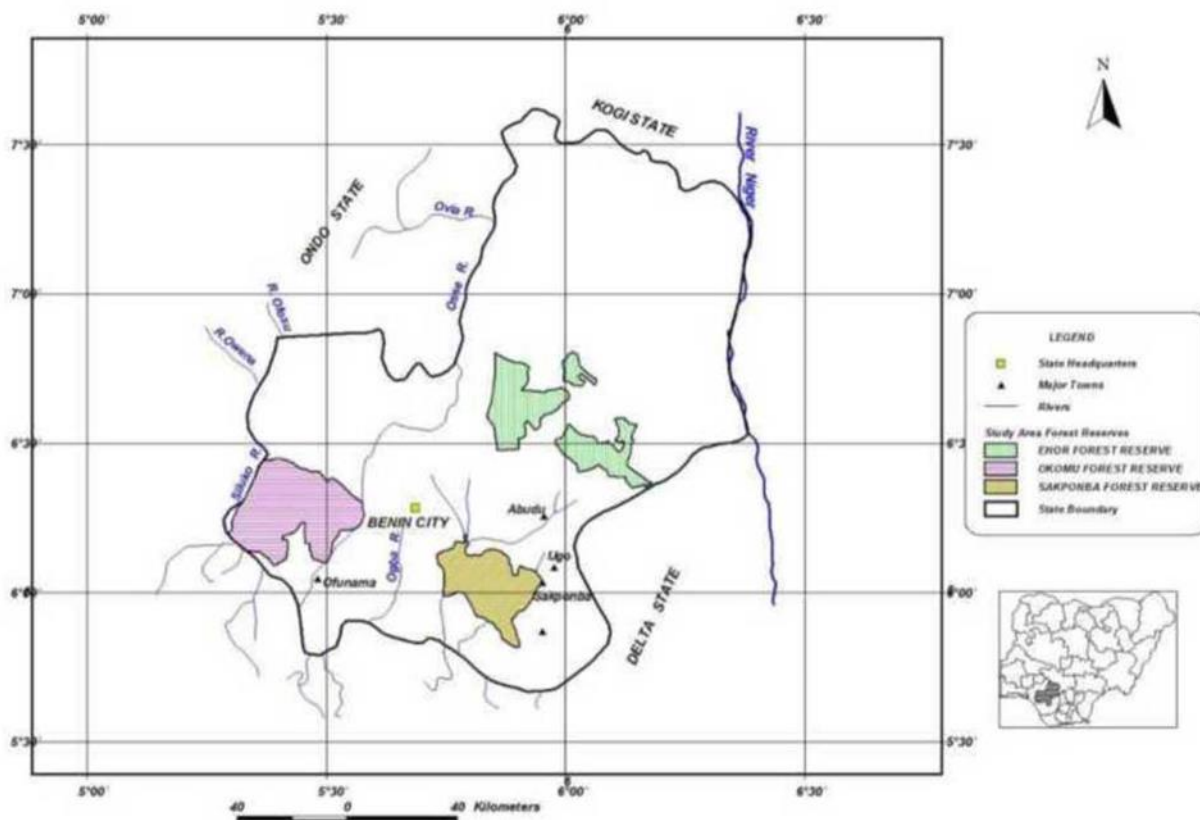 5°00'
5°30'
6°00'
6°30'
N
KOGI STATE
7°30'
7°30'
River Niger
ONDO STATE
Ovia R.
Osse R.
7°00'
7°00'
R. Ofosu
R. Owena
LEGEND
State Headquarters
Major Towns
Rivers
Study Area Forest Reserves
EHOR FOREST RESERVE
OKOMU FOREST RESERVE
SAKPONBA FOREST RESERVE
State Boundary
6°30'
Siluko R.
BENIN CITY
Abudu
Ogba R.
Ugo
Ofunama
Sakponba
6°00'
DELTA STATE
5°30'
5°30'
5°00'
5°30'
6°00'
6°30'
40 0 40 Kilometers